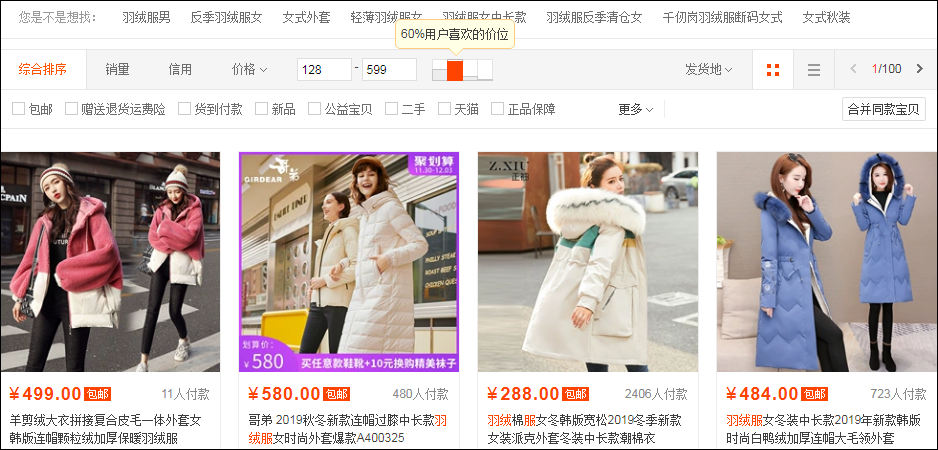 您是不是想找： 羽绒服男 反季羽绒服女 女式外套 轻薄羽绒服女 羽绒服女中长款 羽绒服反季清仓女 千仞岗羽绒服断码女式 女式秋装
60%用户喜欢的价位
综合排序 销量 信用 价格 128 - 599 发货地 1/100
包邮 赠送退货运费险 货到付款 新品 公益宝贝 二手 天猫 正品保障 更多 合并同款宝贝
GIRDEAR 哥弟
聚划算
11.30-12.03
Z.XIU
CPAIN
划算价：
￥580
买任意款鞋靴+10元换购精美袜子
￥499.00 包邮 11人付款
羊剪绒大衣拼接复合皮毛一体外套女
韩版连帽颗粒绒加厚保暖羽绒服
￥580.00 包邮 480人付款
哥弟 2019秋冬新款连帽过膝中长款羽
绒服女时尚外套爆款A400325
￥288.00 包邮 2406人付款
羽绒棉服女冬韩版宽松2019冬季新款
女装派克外套冬装中长款潮棉衣
￥484.00 包邮 723人付款
羽绒服女冬装中长款2019年新款韩版
时尚白鸭绒加厚连帽大毛领外套